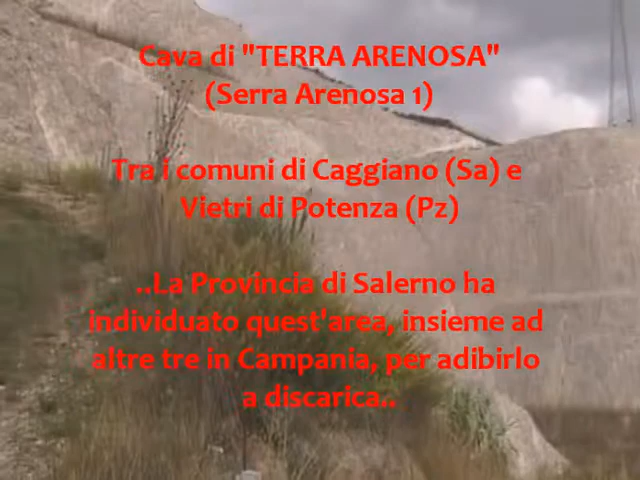 Cava di "TERRA ARENOSA"
(Serra Arenosa 1)
Tra i comuni di Caggiano (Sa) e
Vietri di Potenza (Pz)
..La Provincia di Salerno ha
individuato quest'area, insieme ad
altre tre in Campania, per adibirlo
a discarica..